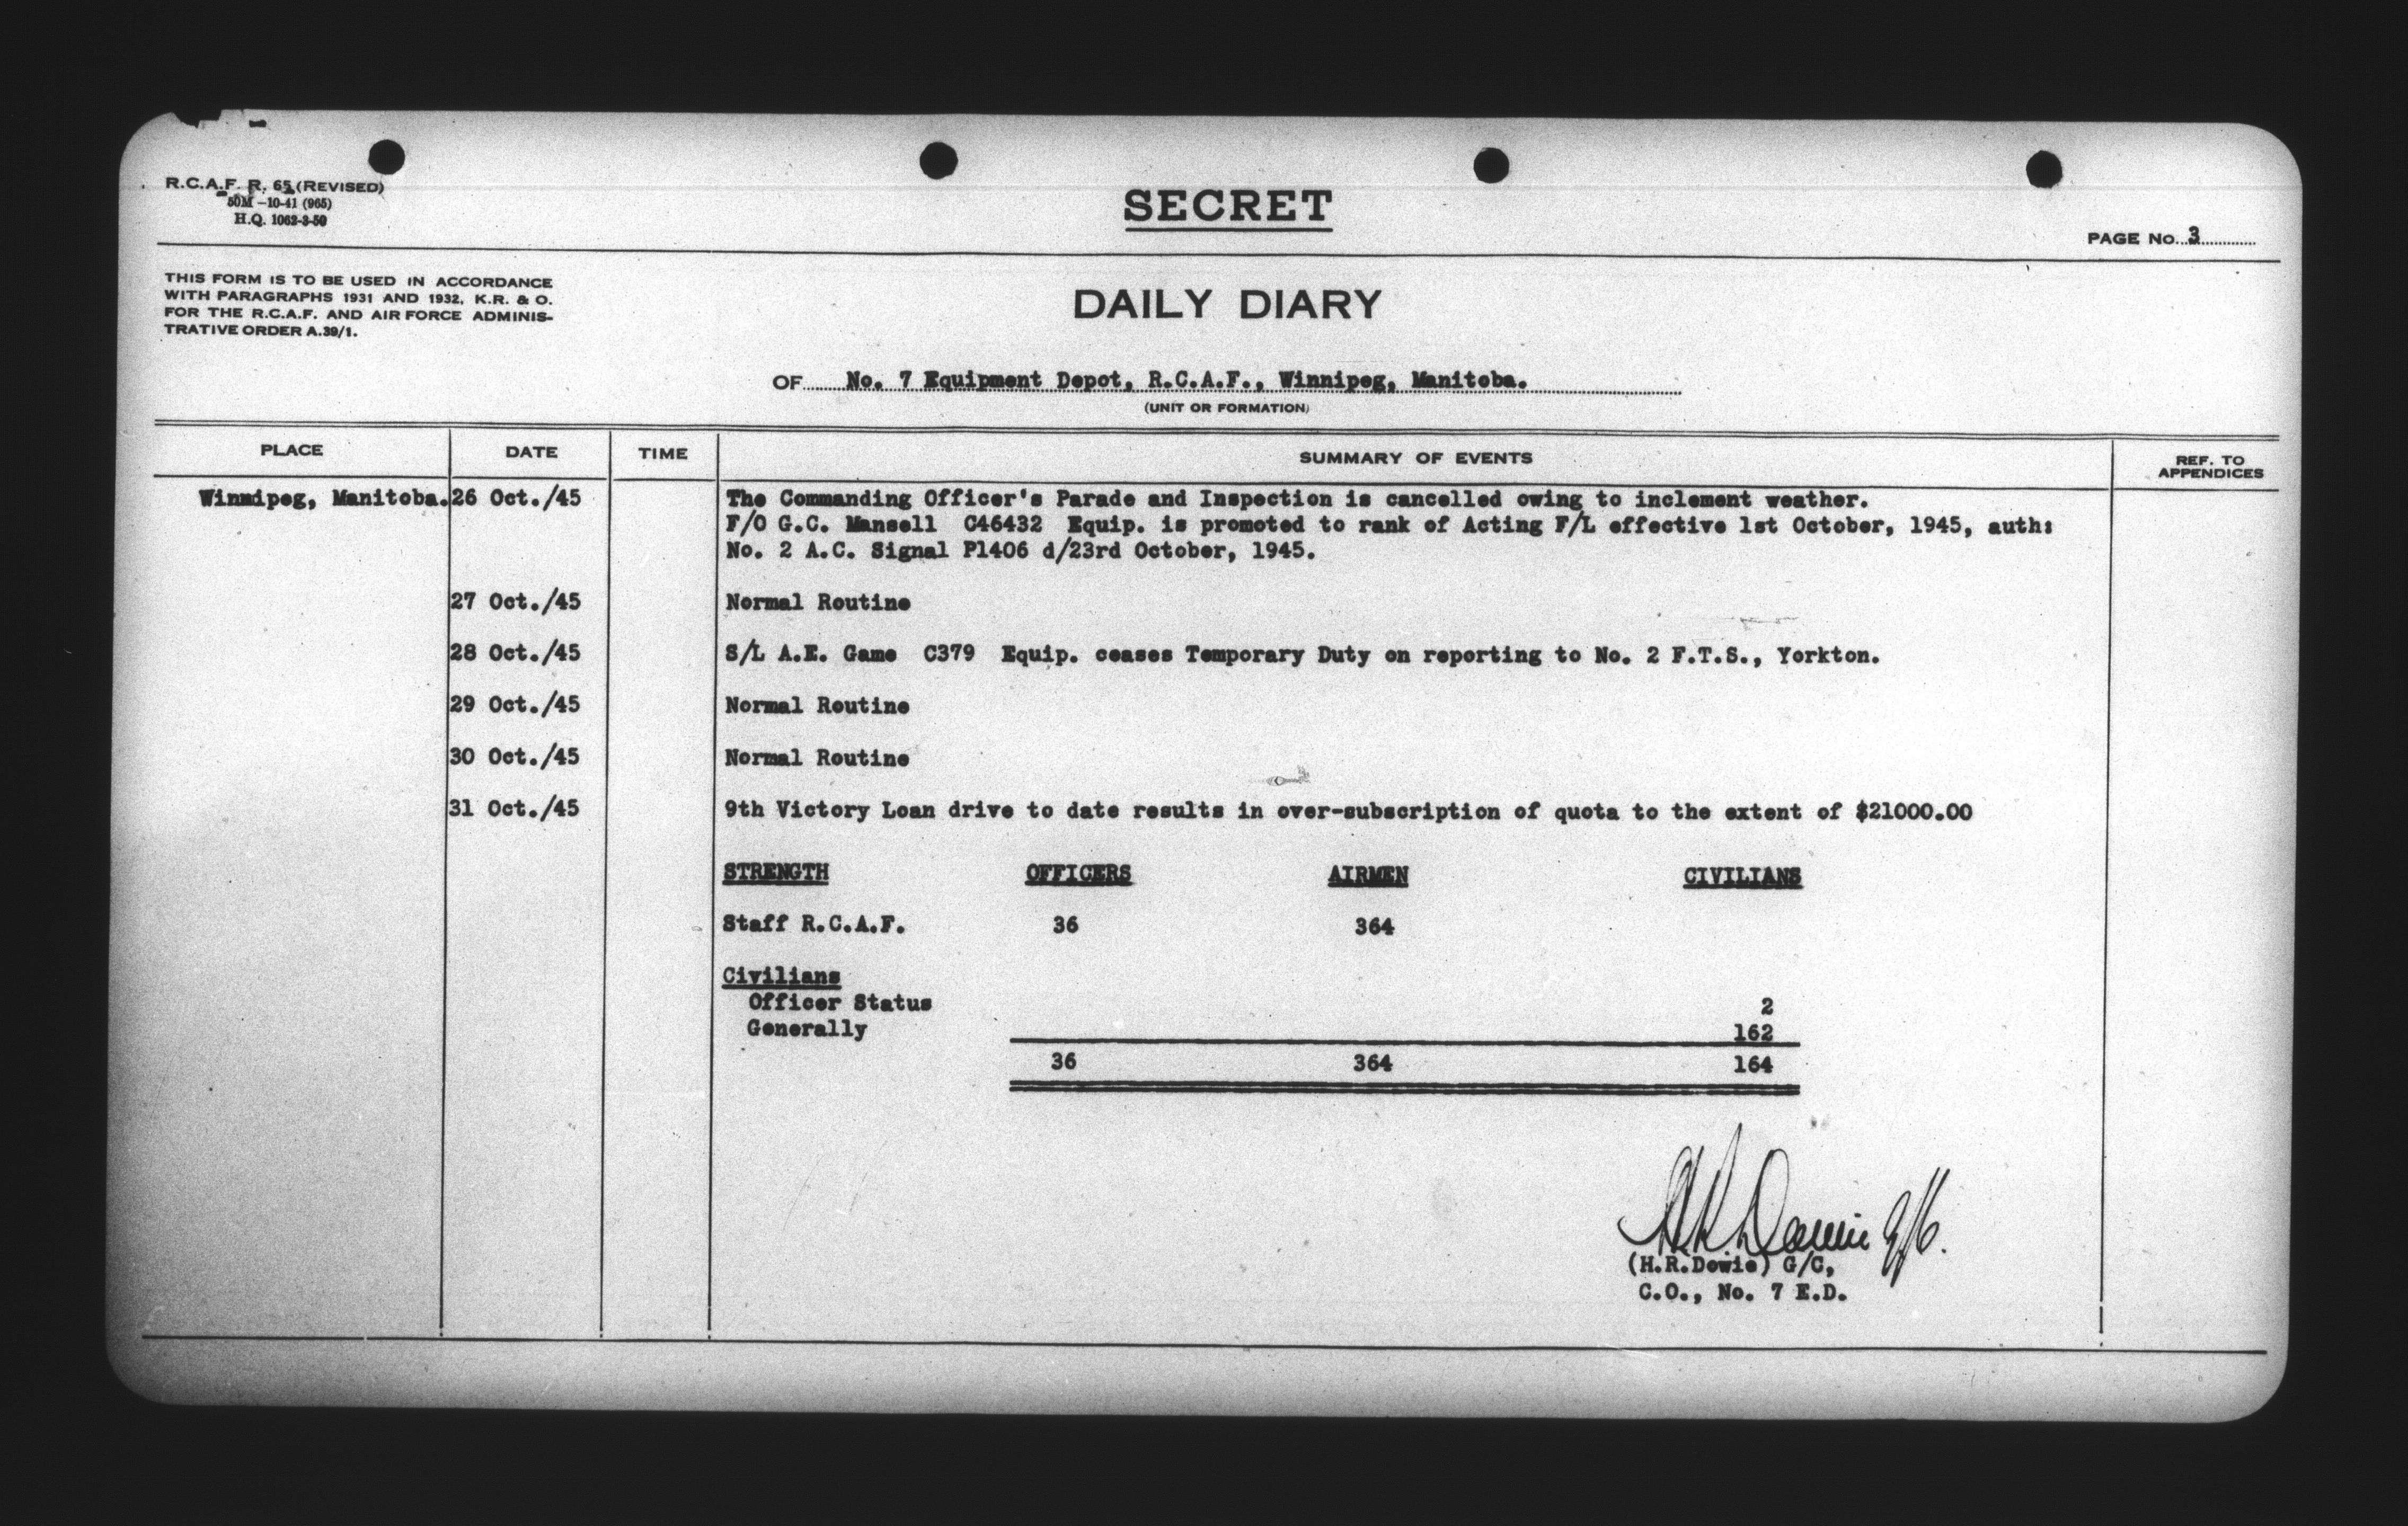 R.C.A.F. R. 65 (REVISED)
50M-10-41 (965)
H.Q. 1062-3-50
SECRET
PAGE No. 3
THIS FORM IS TO BE USED IN ACCORDANCE
WITH PARAGRAPHS 1931 AND 1932, K.R. & O.
FOR THE R.C.A.F. AND AIR FORCE ADMINIS-
TRATIVE ORDER A.39/1.
DAILY DIARY
OF No. 7 Equipment Depot, R.C.A.F., Winnipeg, Manitoba.
(UNIT OR FORMATION)
PLACE DATE TIME SUMMARY OF EVENTS REF. TO APPENDICES
Winnipeg, Manitoba. 26 Oct./45 The Commanding Officer's Parade and Inspection is cancelled owing to inclement weather.
F/O G.C. Mansell C46432 Equip. is promoted to rank of Acting F/L effective 1st October, 1945, auth:
No. 2 A.C. Signal P1406 d/23rd October, 1945.
27 Oct./45 Normal Routine
28 Oct./45 S/L A.E. Game C379 Equip. ceases Temporary Duty on reporting to No. 2 F.T.S., Yorkton.
29 Oct./45 Normal Routine
30 Oct./45 Normal Routine
31 Oct./45 9th Victory Loan drive to date results in over-subscription of quota to the extent of $21000.00
STRENGTH OFFICERS AIRMEN CIVILIANS
Staff R.C.A.F. 36 364
Civilians
Officer Status 2
Generally 162
36 364 164
HR Dowie G/C.
(H.R.Dowie) G/C,
C.O., No. 7 E.D.